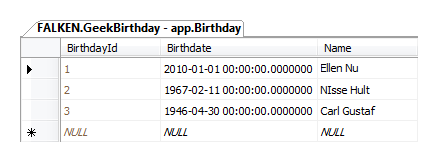 FALKEN.GeekBirthday - app.Birthday
BirthdayId Birthdate Name
1 2010-01-01 00:00:00.0000000 Ellen Nu
2 1967-02-11 00:00:00.0000000 NIsse Hult
3 1946-04-30 00:00:00.0000000 Carl Gustaf
NULL NULL NULL